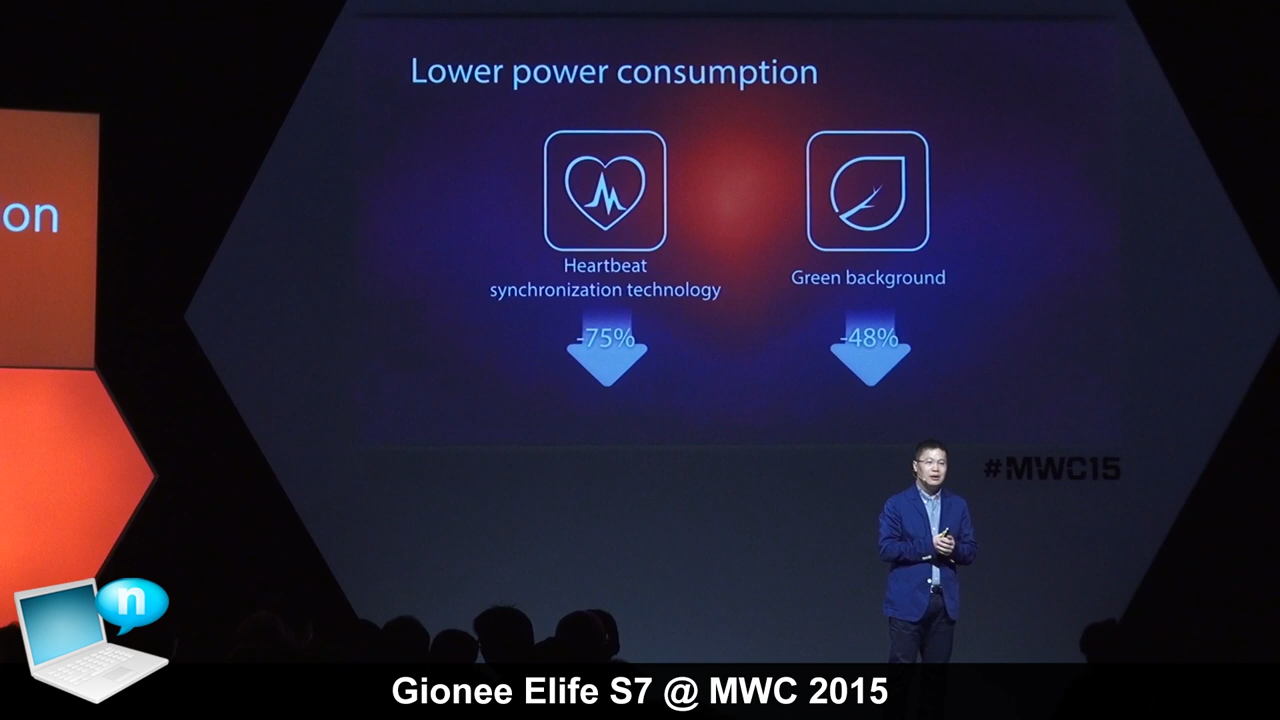 Lower power consumption
on
Heartbeat
synchronization technology
Green background
-75%
-48%
#MWC15
n
Gionee Elife S7 @ MWC 2015